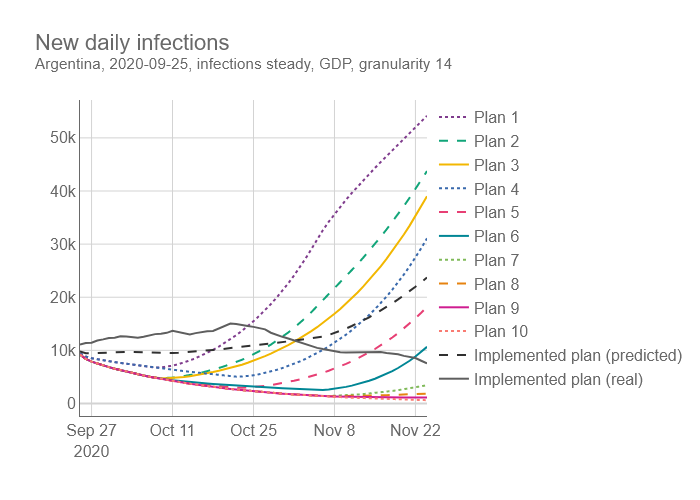 New daily infections
Argentina, 2020-09-25, infections steady, GDP, granularity 14
50k
40k
30k
20k
10k
0
Sep 27
2020
Oct 11
Oct 25
Nov 8
Nov 22
Plan 1
Plan 2
Plan 3
Plan 4
Plan 5
Plan 6
Plan 7
Plan 8
Plan 9
Plan 10
Implemented plan (predicted)
Implemented plan (real)